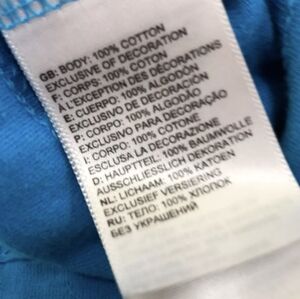 GB: BODY: 100% COTTON
EXCLUSIVE OF DECORATION
F: CORPS: 100% COTON
À L'EXCEPTION DES DÉCORATIONS
E: CUERPO: 100% ALGODÓN
EXCLUSIVO DE DECORACIÓN
P: CORPO: 100% ALGODÃO
EXCLUSIVO PARA DECORAÇÃO
I: CORPO: 100% COTONE
ESCLUSA LA DECORAZIONE
D: HAUPTTEIL: 100% BAUMWOLLE
AUSSCHLIESSLICH DEKORATION
NL: LICHAAM: 100% KATOEN
EXCLUSIEF VERSIERING
RU: ТЕЛО: 100% ХЛОПОК
БЕЗ УКРАШЕНИЙ